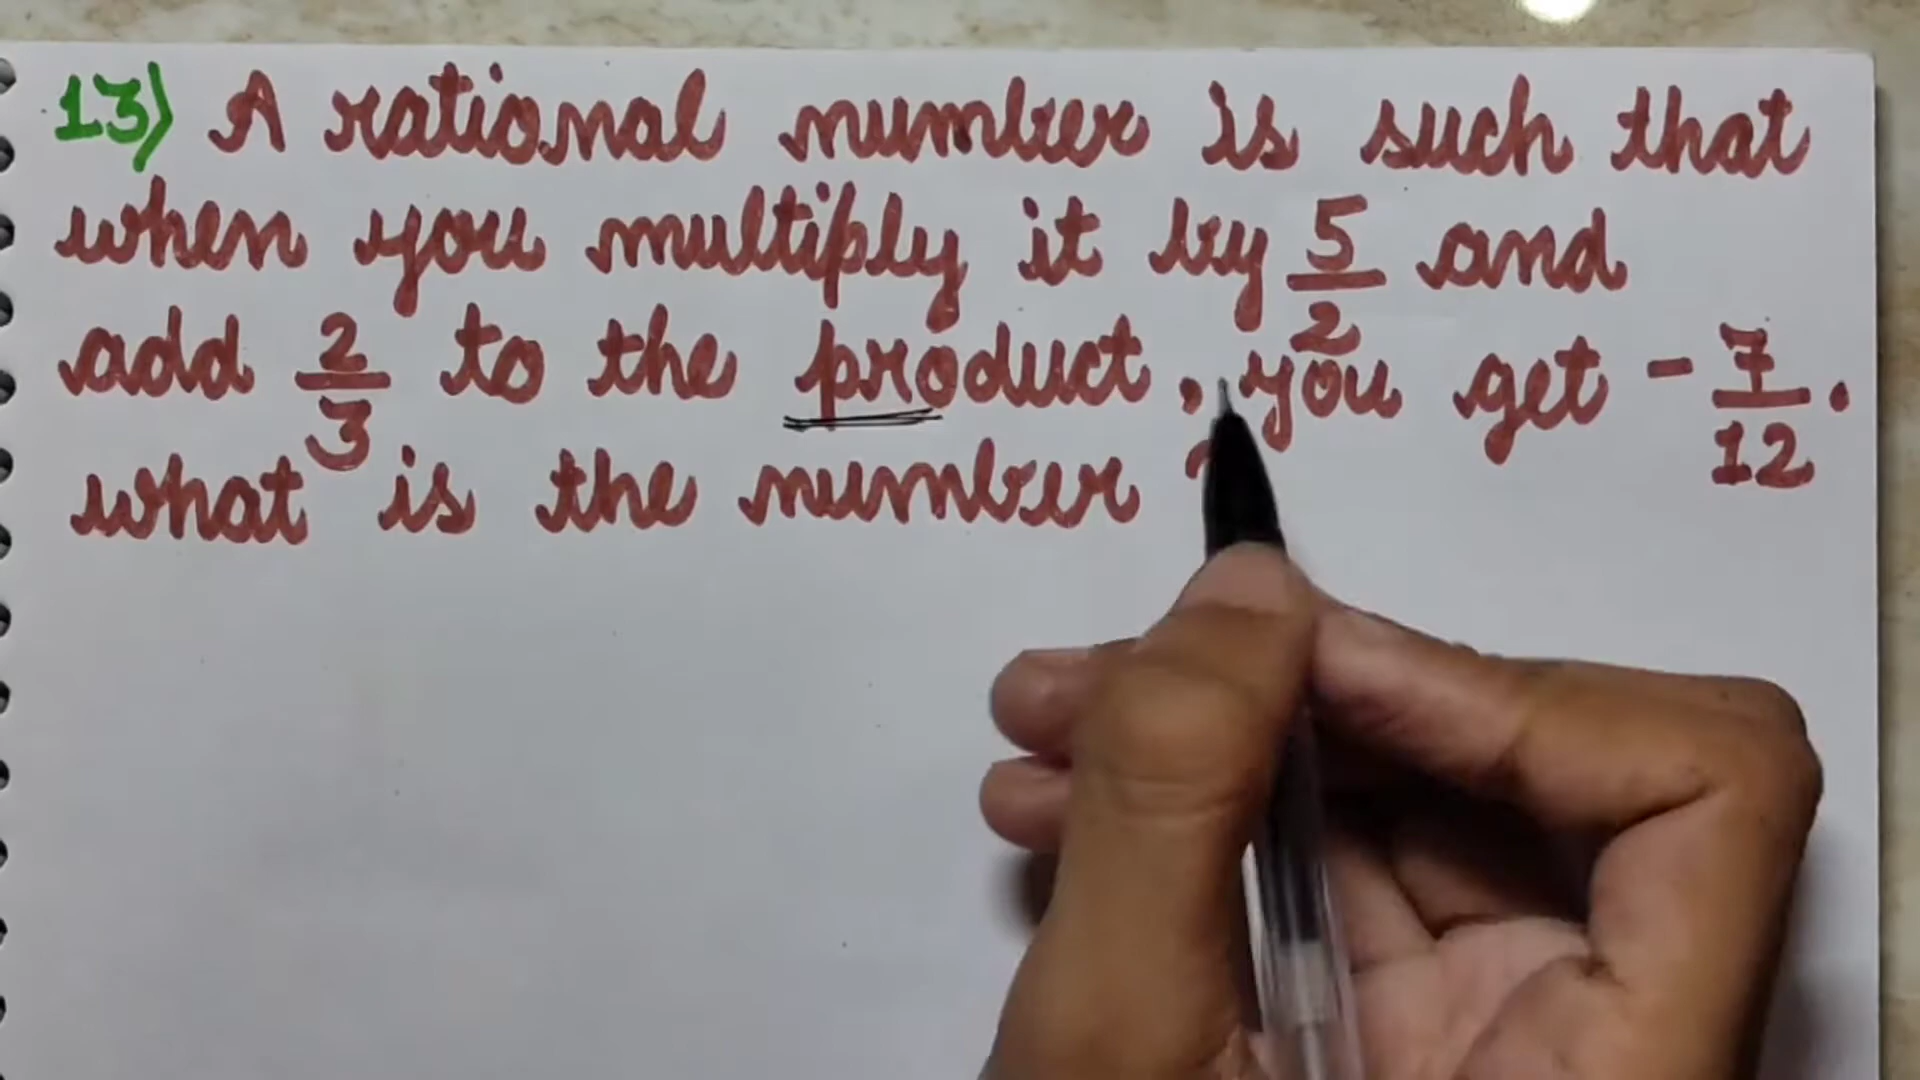 13) A rational number is such that
when you multiply it by 5/2 and
add 2/3 to the product, you get - 7/12.
what is the number ?